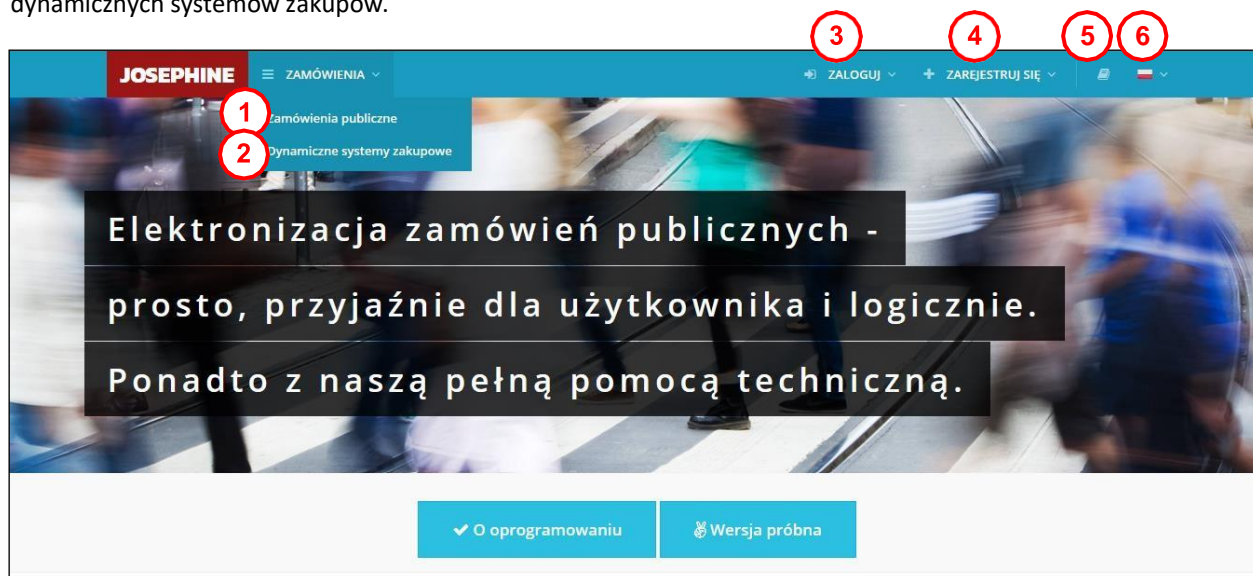 dynamicznych systemów zakupów.
3 4 5 6
JOSEPHINE ZAMÓWIENIA ZALOGUJ ZAREJESTRUJ SIĘ
1 Zamówienia publiczne
2 Dynamiczne systemy zakupowe
Elektronizacja zamówień publicznych -
prosto, przyjaźnie dla użytkownika i logicznie.
Ponadto z naszą pełną pomocą techniczną.
O oprogramowaniu Wersja próbna